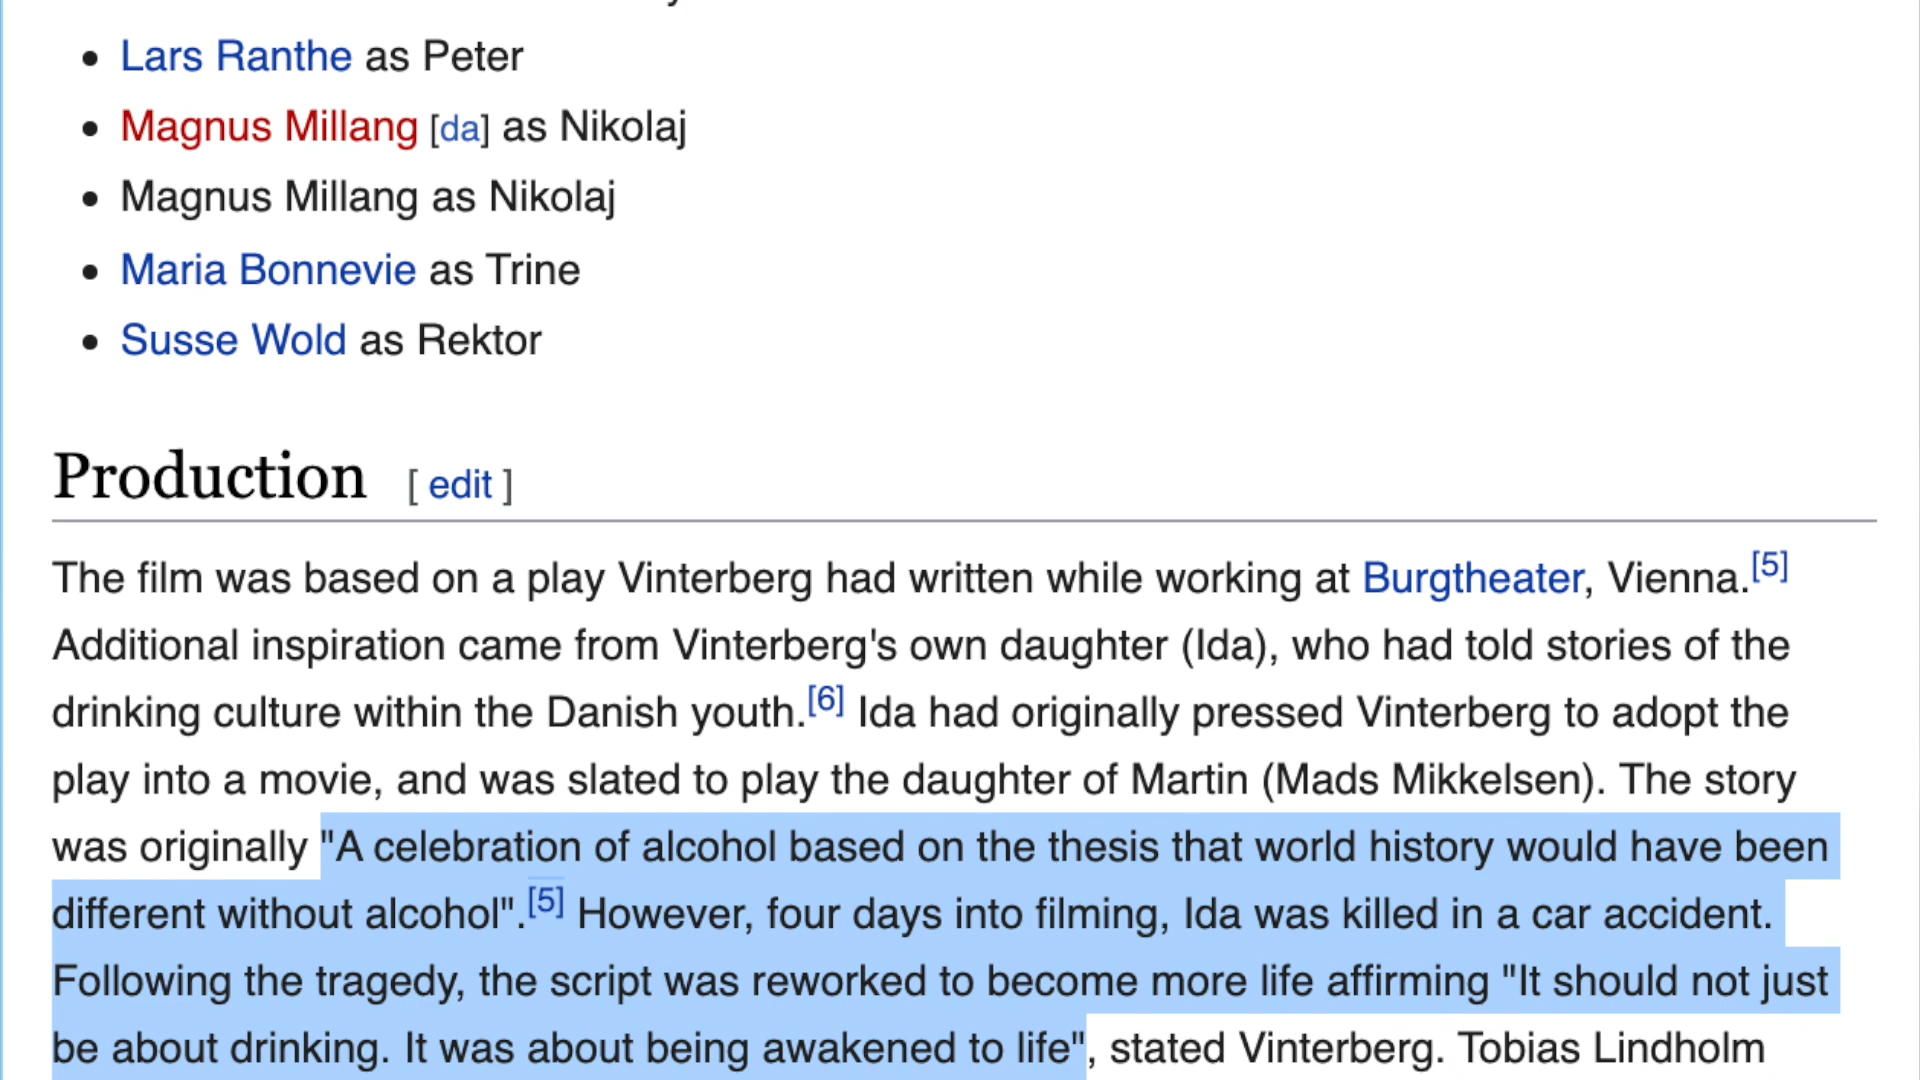 Lars Ranthe as Peter
Magnus Millang [da] as Nikolaj
Magnus Millang as Nikolaj
Maria Bonnevie as Trine
Susse Wold as Rektor
Production [ edit ]
The film was based on a play Vinterberg had written while working at Burgtheater, Vienna.[5]
Additional inspiration came from Vinterberg's own daughter (Ida), who had told stories of the
drinking culture within the Danish youth.[6] Ida had originally pressed Vinterberg to adopt the
play into a movie, and was slated to play the daughter of Martin (Mads Mikkelsen). The story
was originally "A celebration of alcohol based on the thesis that world history would have been
different without alcohol".[5] However, four days into filming, Ida was killed in a car accident.
Following the tragedy, the script was reworked to become more life affirming "It should not just
be about drinking. It was about being awakened to life", stated Vinterberg. Tobias Lindholm